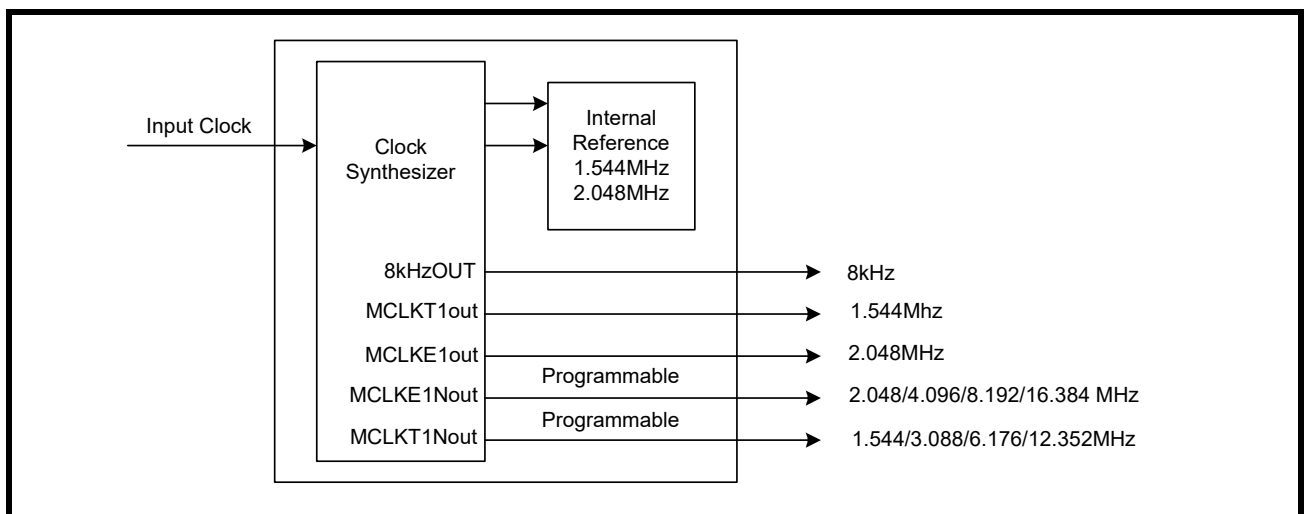 Input Clock
Clock
Synthesizer
Internal
Reference
1.544MHz
2.048MHz
8kHzOUT
8kHz
MCLKT1out
1.544Mhz
MCLKE1out
2.048MHz
Programmable
MCLKE1Nout
2.048/4.096/8.192/16.384 MHz
Programmable
MCLKT1Nout
1.544/3.088/6.176/12.352MHz